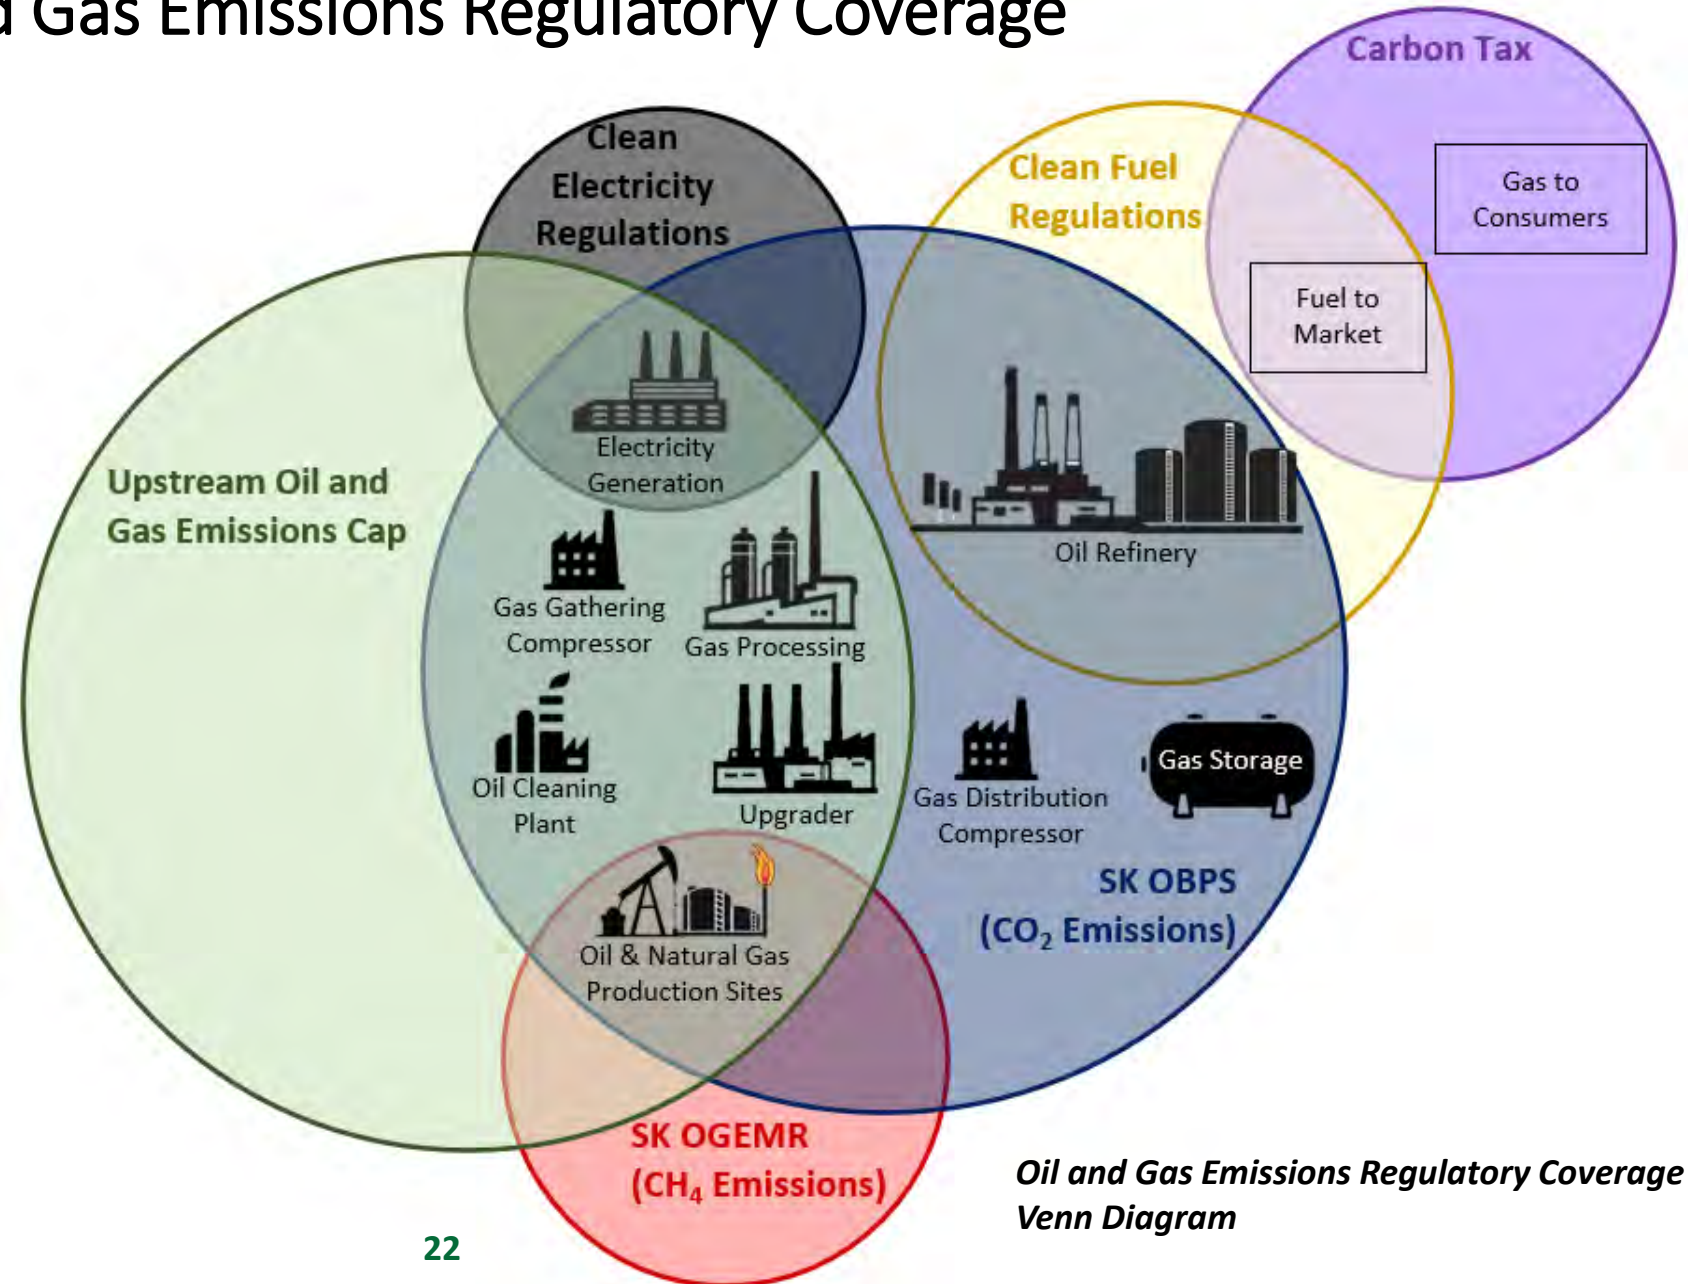 Gas Emissions Regulatory Coverage
Carbon Tax
Clean
Electricity
Regulations
Clean Fuel
Regulations
Gas to
Consumers
Fuel to
Market
Electricity
Generation
Upstream Oil and
Gas Emissions Cap
Oil Refinery
Gas Gathering
Compressor
Gas Processing
Oil Cleaning
Plant
Upgrader
Gas Distribution
Compressor
Gas Storage
SK OBPS
(CO₂ Emissions)
Oil & Natural Gas
Production Sites
SK OGEMR
(CH₄ Emissions)
Oil and Gas Emissions Regulatory Coverage
Venn Diagram
22